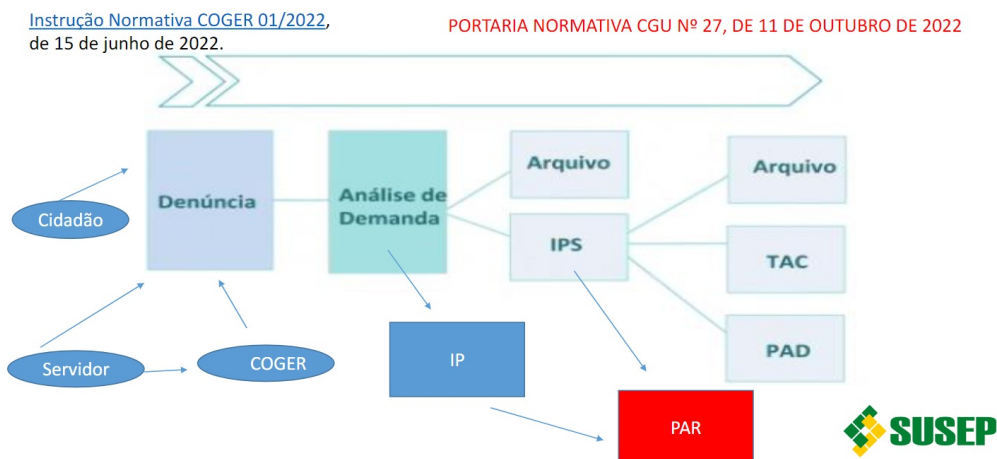 Instrução Normativa COGER 01/2022,
de 15 de junho de 2022.
PORTARIA NORMATIVA CGU Nº 27, DE 11 DE OUTUBRO DE 2022
Denúncia
Análise de
Demanda
Arquivo
IPS
Arquivo
TAC
PAD
Cidadão
Servidor
COGER
IP
PAR
SUSEP